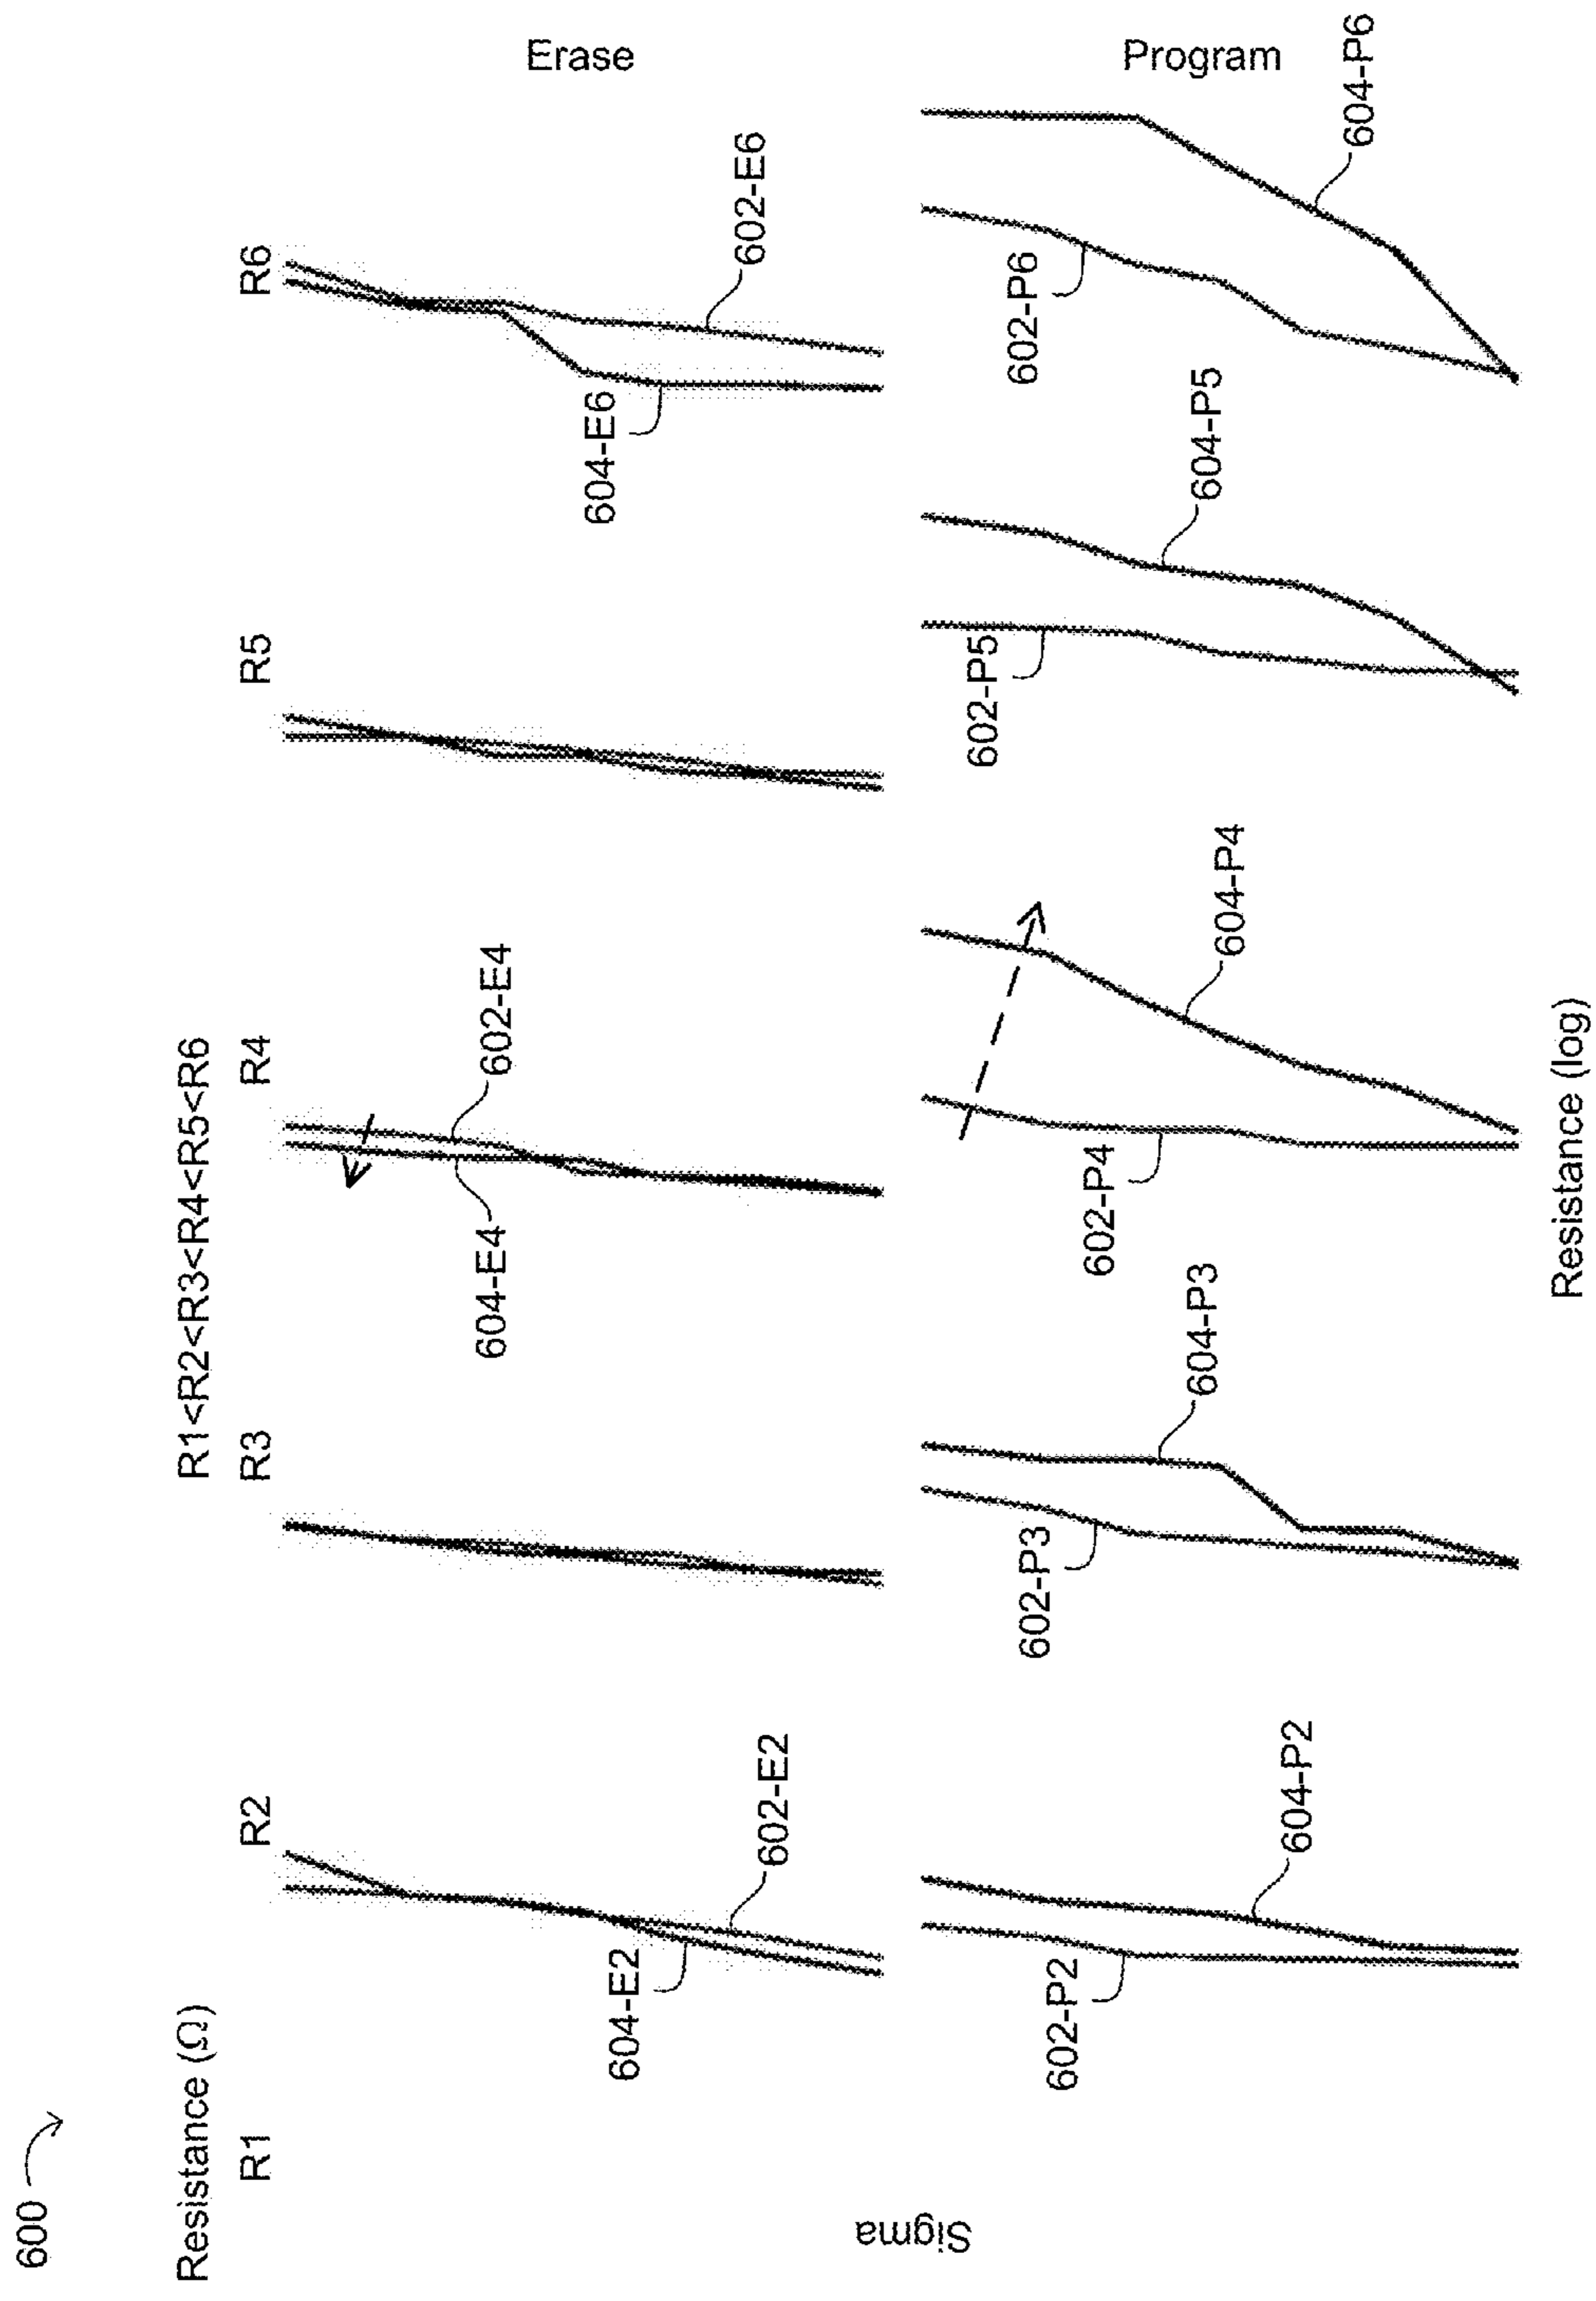 600
Resistance (Ω)
R1<R2<R3<R4<R5<R6
R1
R2
R3
R4
R5
R6
Erase
604-E2
602-E2
604-E4
602-E4
604-E6
602-E6
Sigma
Program
602-P2
604-P2
602-P3
604-P3
602-P4
604-P4
602-P5
604-P5
602-P6
604-P6
Resistance (log)